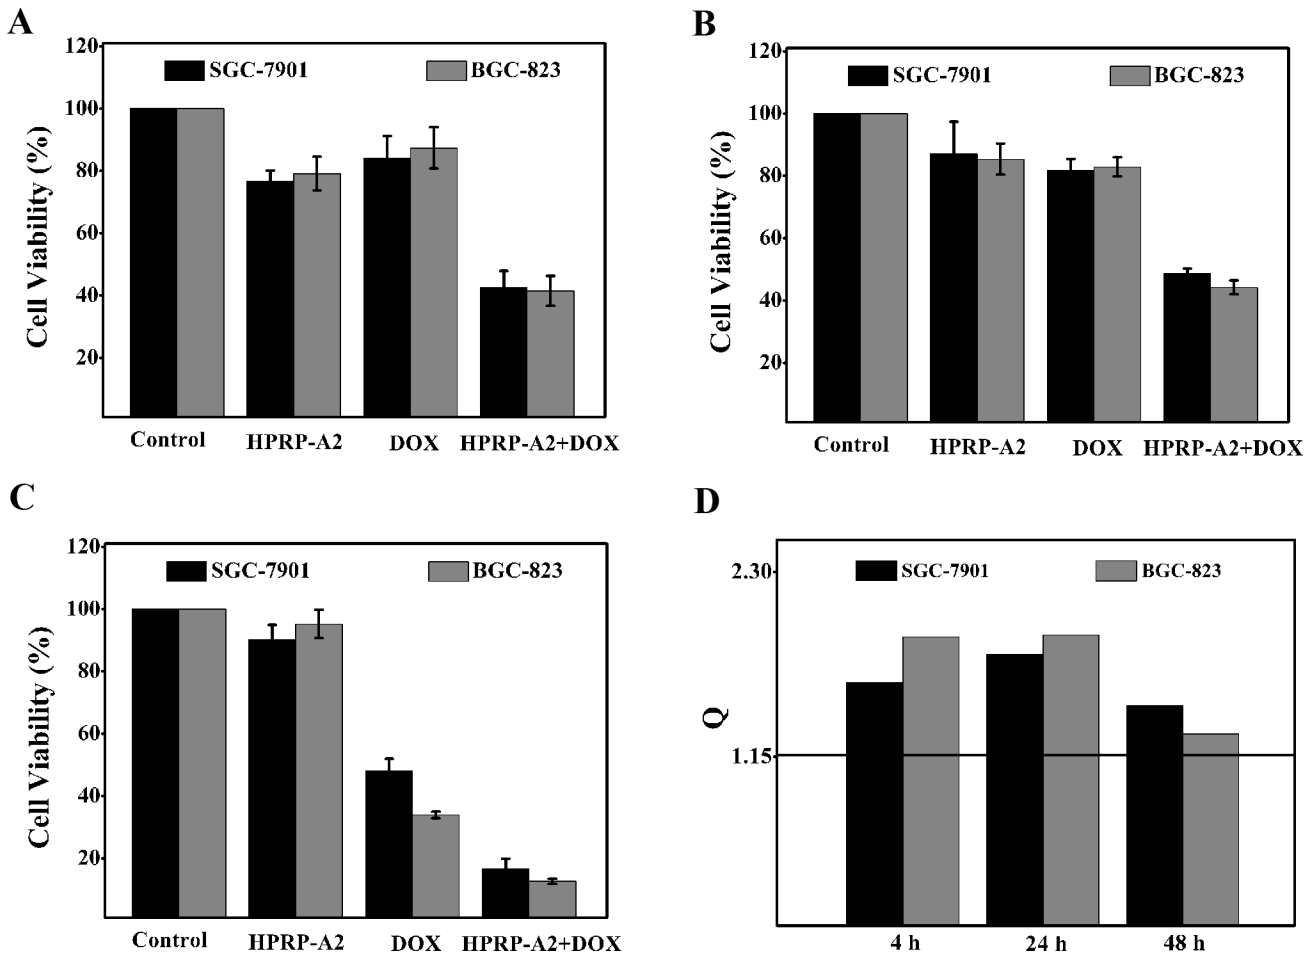 A
Cell Viability (%)
120
100
80
60
40
20
SGC-7901
BGC-823
Control
HPRP-A2
DOX
HPRP-A2+DOX
B
Cell Viability (%)
120
100
80
60
40
20
SGC-7901
BGC-823
Control
HPRP-A2
DOX
HPRP-A2+DOX
C
Cell Viability (%)
120
100
80
60
40
20
SGC-7901
BGC-823
Control
HPRP-A2
DOX
HPRP-A2+DOX
D
Q
2.30
1.15
SGC-7901
BGC-823
4 h
24 h
48 h